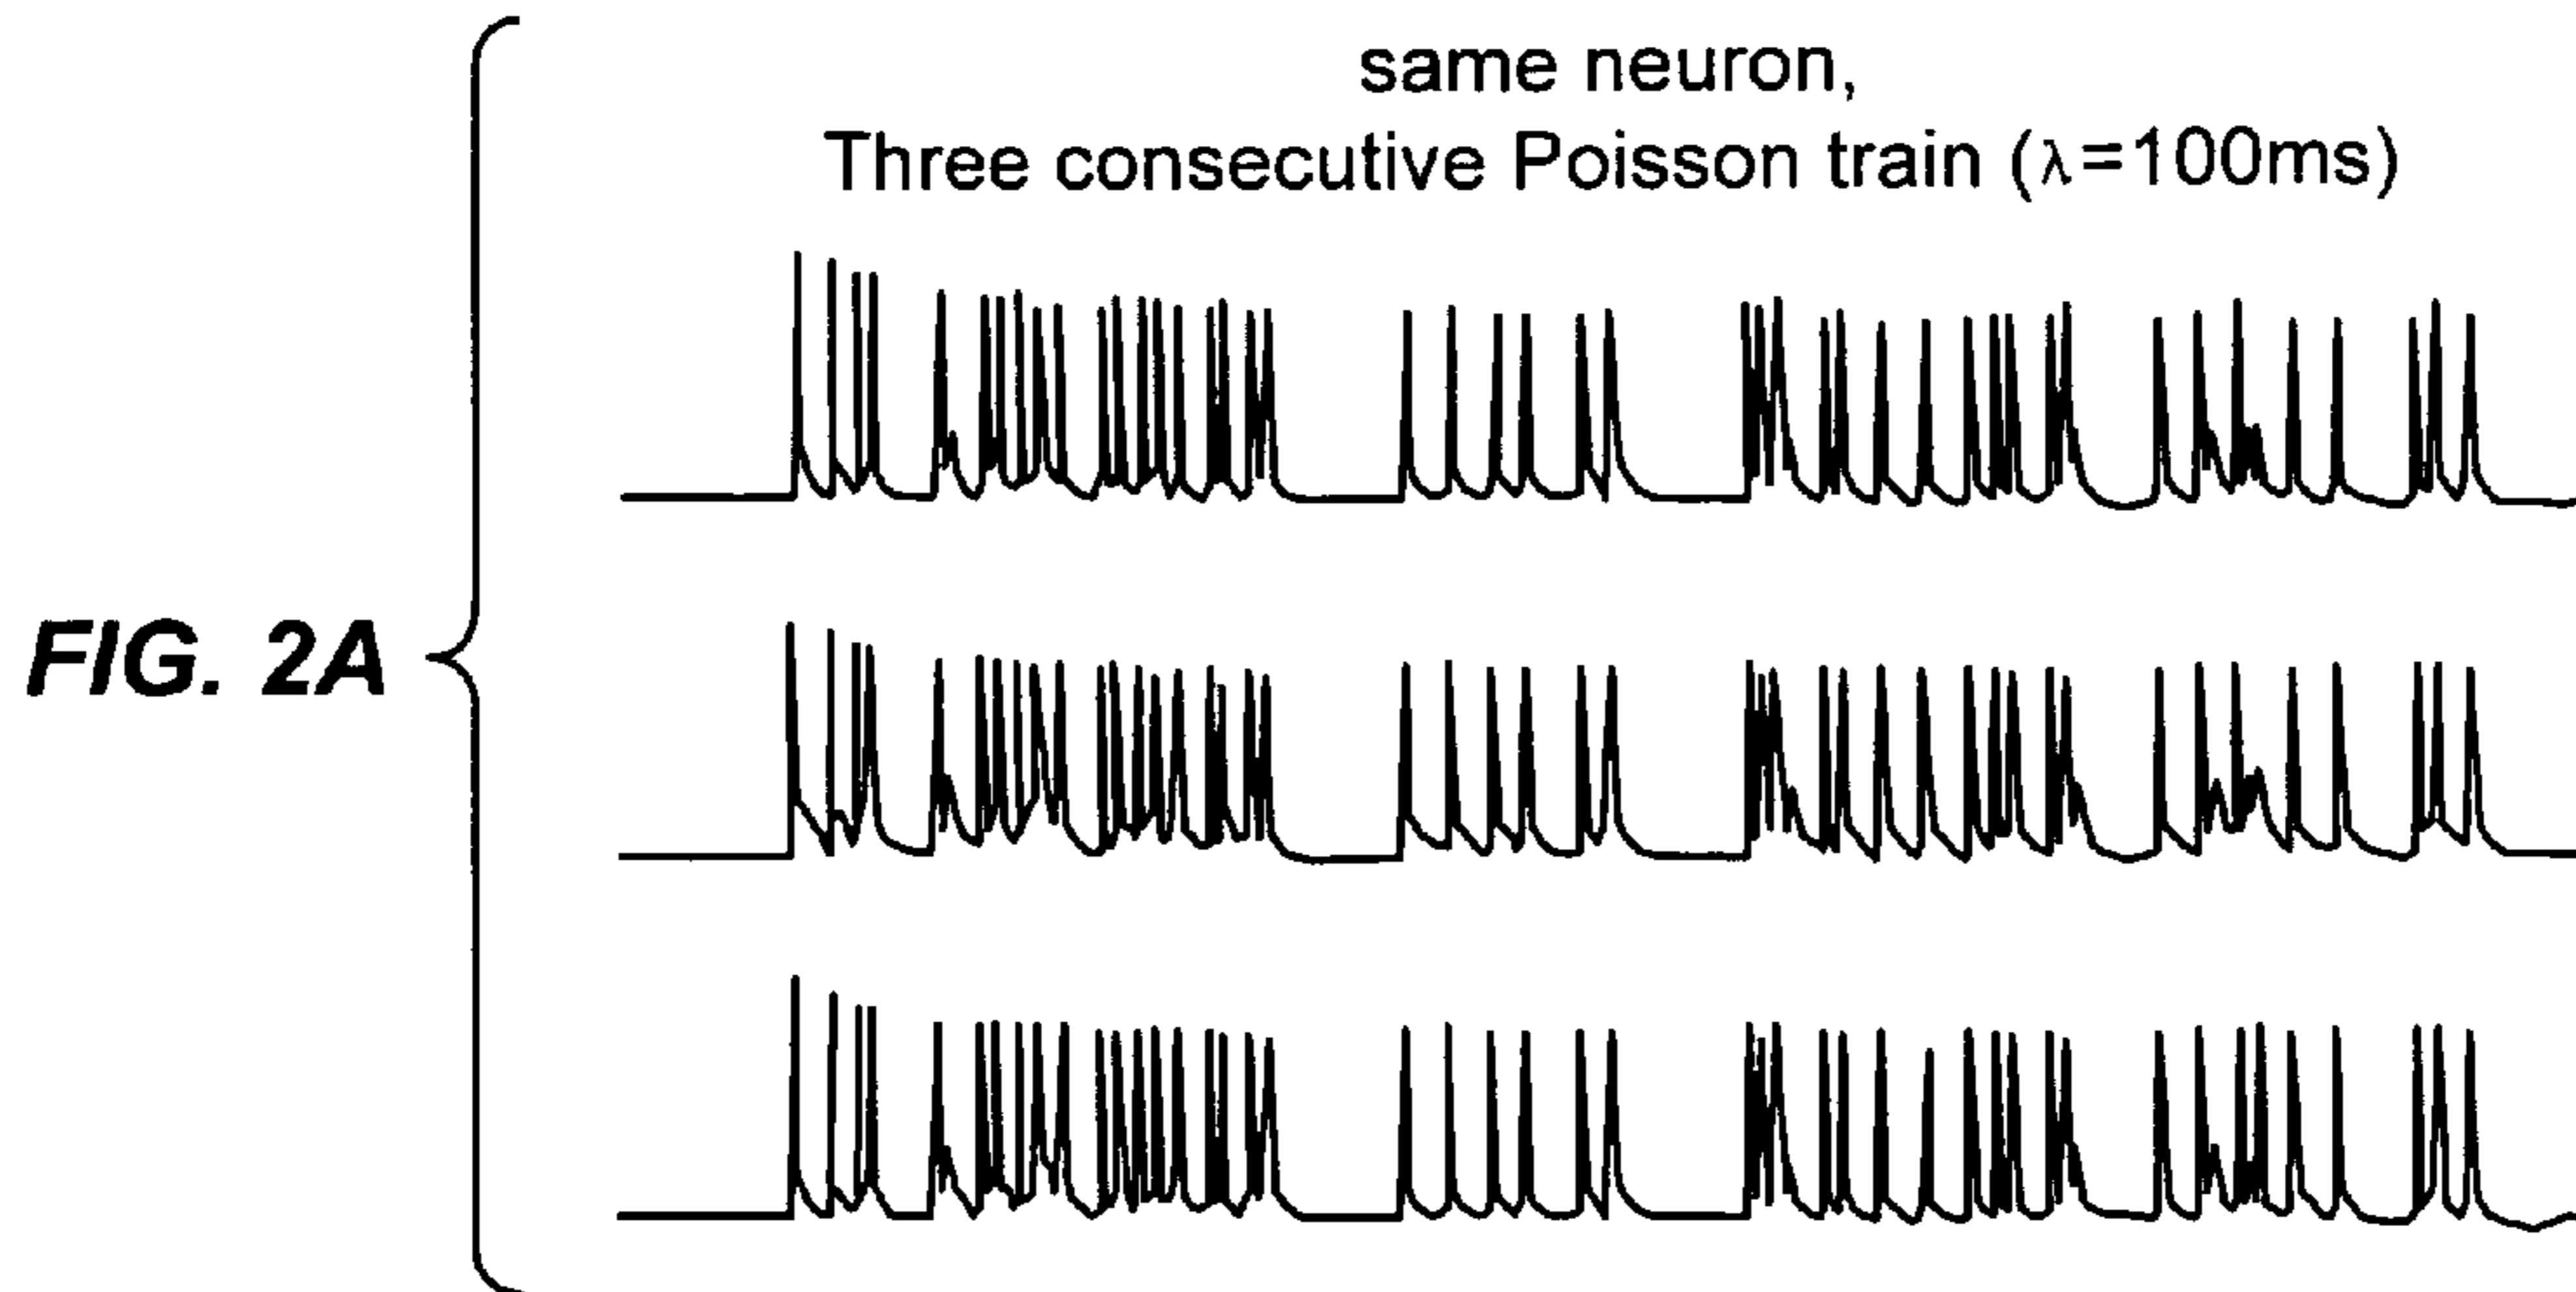 same neuron,
Three consecutive Poisson train (λ=100ms)
FIG. 2A